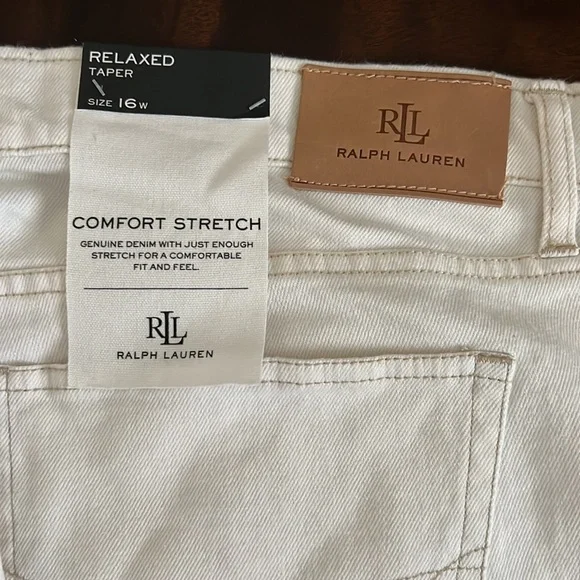 RELAXED
TAPER
SIZE 16W
COMFORT STRETCH
GENUINE DENIM WITH JUST ENOUGH
STRETCH FOR A COMFORTABLE
FIT AND FEEL.
RLL
RALPH LAUREN
RLL
RALPH LAUREN